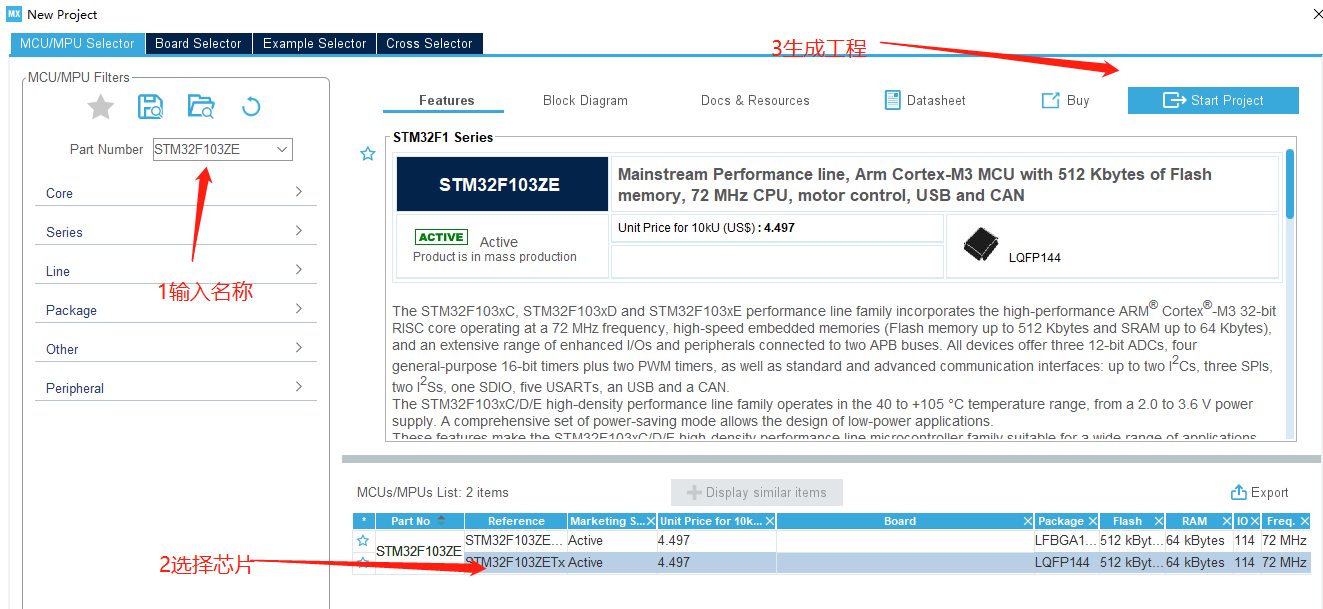 MX New Project
MCU/MPU Selector Board Selector Example Selector Cross Selector
3生成工程
MCU/MPU Filters
Features Block Diagram Docs & Resources Datasheet Buy Start Project
Part Number STM32F103ZE
Core
Series
Line
Package
Other
Peripheral
1输入名称
STM32F1 Series
STM32F103ZE
Mainstream Performance line, Arm Cortex-M3 MCU with 512 Kbytes of Flash
memory, 72 MHz CPU, motor control, USB and CAN
ACTIVE Active
Product is in mass production
Unit Price for 10kU (US$) : 4.497
LQFP144
The STM32F103xC, STM32F103xD and STM32F103xE performance line family incorporates the high-performance ARM® Cortex®-M3 32-bit
RISC core operating at a 72 MHz frequency, high-speed embedded memories (Flash memory up to 512 Kbytes and SRAM up to 64 Kbytes),
and an extensive range of enhanced I/Os and peripherals connected to two APB buses. All devices offer three 12-bit ADCs, four
general-purpose 16-bit timers plus two PWM timers, as well as standard and advanced communication interfaces: up to two I2Cs, three SPIs,
two I2Ss, one SDIO, five USARTs, an USB and a CAN.
The STM32F103xC/D/E high-density performance line family operates in the 40 to +105 °C temperature range, from a 2.0 to 3.6 V power
supply. A comprehensive set of power-saving mode allows the design of low-power applications.
These features make the STM32F103xC/D/E high-density performance line microcontroller family suitable for a wide range of applications
MCUs/MPUs List: 2 items
Display similar items
Export
* Part No Reference Marketing S... Unit Price for 10k... Board Package Flash RAM IO Freq.
STM32F103ZE
STM32F103ZE... Active 4.497 LFBGA1... 512 kByt... 64 kBytes 114 72 MHz
STM32F103ZETx Active 4.497 LQFP144 512 kByt... 64 kBytes 114 72 MHz
2选择芯片